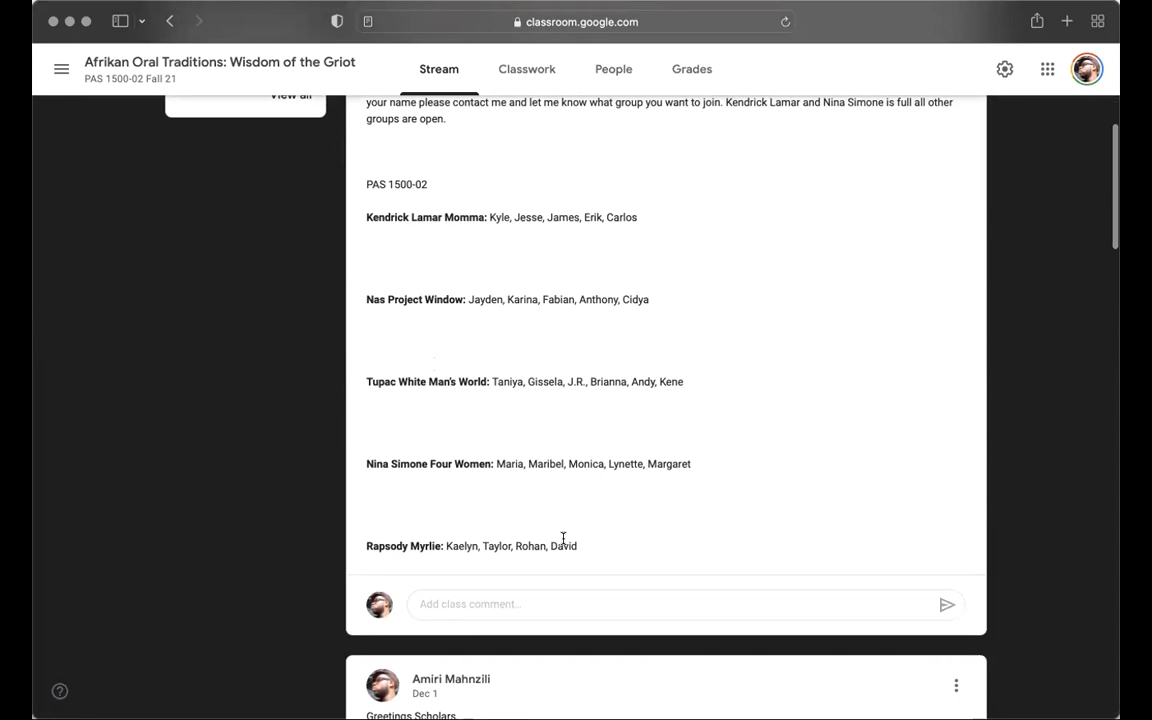 classroom.google.com
Afrikan Oral Traditions: Wisdom of the Griot
PAS 1500-02 Fall 21
Stream
Classwork
People
Grades
View all
your name please contact me and let me know what group you want to join. Kendrick Lamar and Nina Simone is full all other
groups are open.
PAS 1500-02
Kendrick Lamar Momma: Kyle, Jesse, James, Erik, Carlos
Nas Project Window: Jayden, Karina, Fabian, Anthony, Cidya
Tupac White Man's World: Taniya, Gissela, J.R., Brianna, Andy, Kene
Nina Simone Four Women: Maria, Maribel, Monica, Lynette, Margaret
Rapsody Myrlie: Kaelyn, Taylor, Rohan, David
Add class comment...
Amiri Mahnzili
Dec 1
Greetings Scholars,